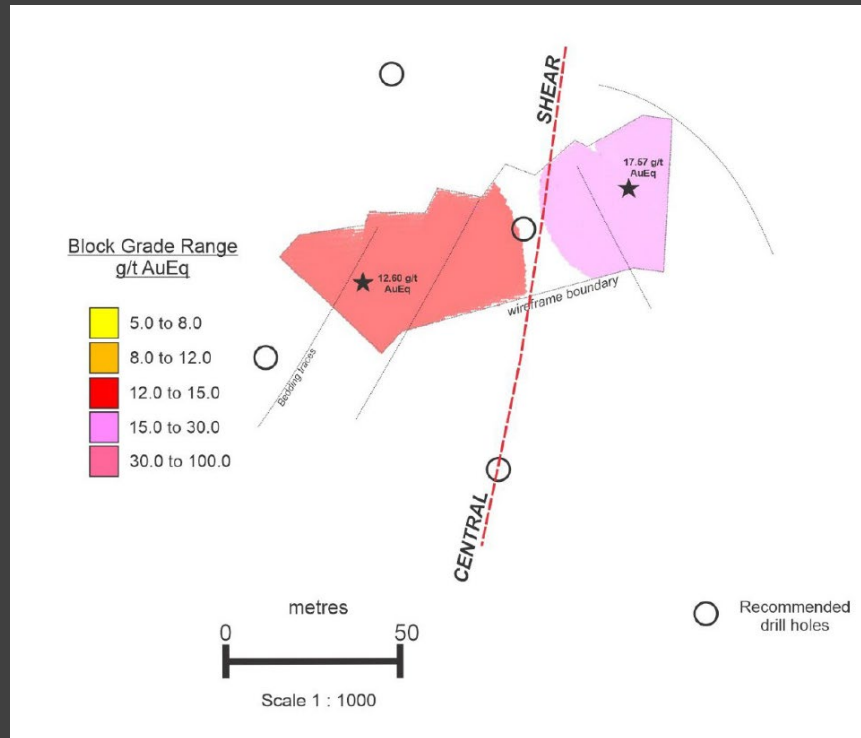 SHEAR
17.57 g/t
AuEq
Block Grade Range
g/t AuEq
12.60 g/t
AuEq
wireframe boundary
5.0 to 8.0
8.0 to 12.0
12.0 to 15.0
15.0 to 30.0
30.0 to 100.0
Bedding traces
CENTRAL
metres
0 50
Scale 1 : 1000
Recommended
drill holes